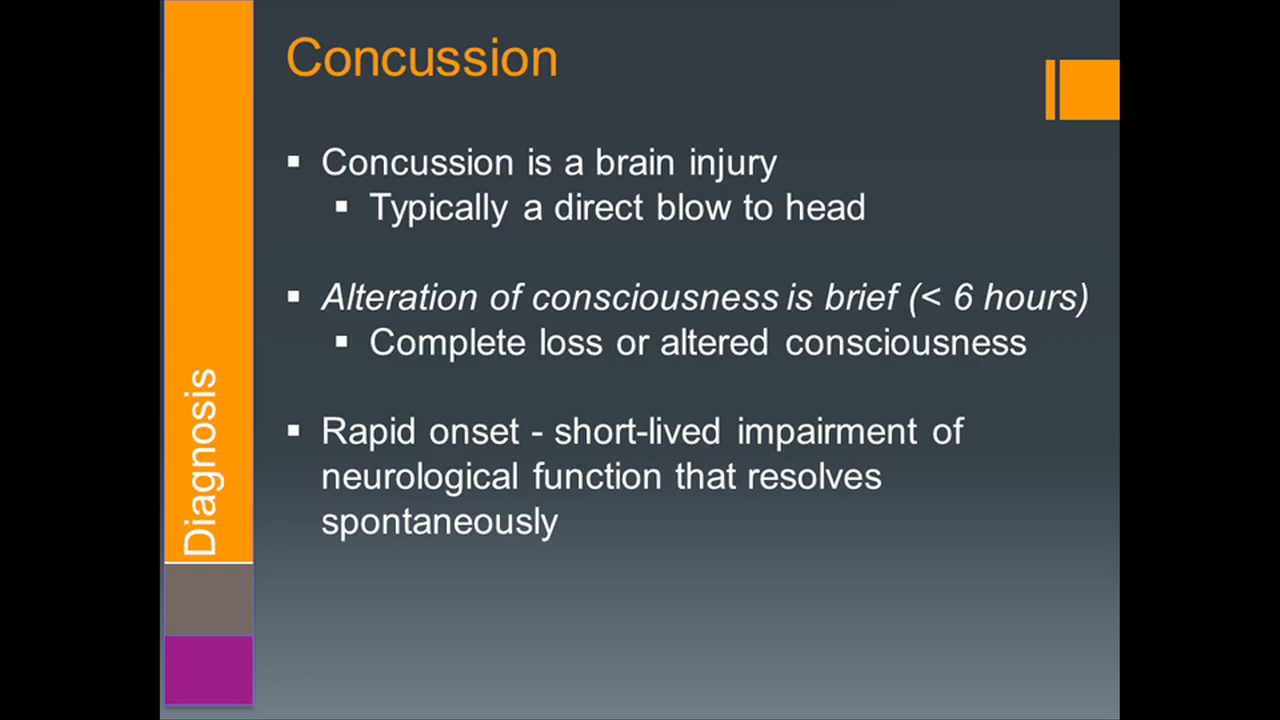 Concussion
▪ Concussion is a brain injury
▪ Typically a direct blow to head
▪ Alteration of consciousness is brief (< 6 hours)
▪ Complete loss or altered consciousness
▪ Rapid onset - short-lived impairment of
neurological function that resolves
spontaneously
Diagnosis